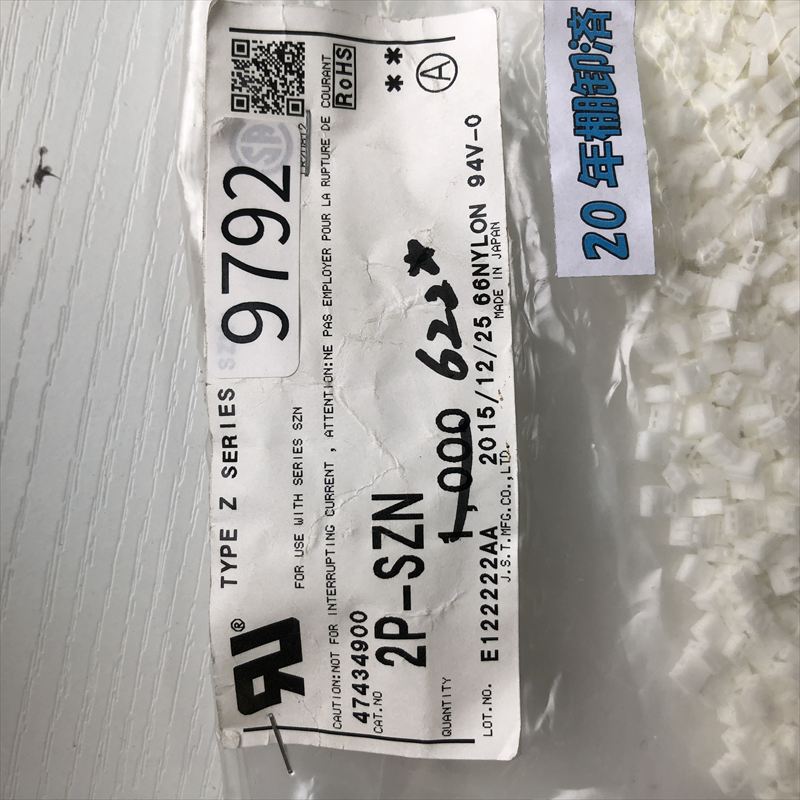 TYPE Z SERIES
9792
FOR USE WITH SERIES SZN
RoHS
CAUTION:NOT FOR INTERRUPTING CURRENT , ATTENTION:NE PAS EMPLOYER POUR LA RUPTURE DE COURANT
47434900
CAT.NO
2P-SZN
**
A
QUANTITY
1,000 622*
LOT.NO.
E122222AA 2015/12/25 66NYLON 94V-0
J.S.T.MFG.CO.,LTD.
MADE IN JAPAN
20年棚卸済